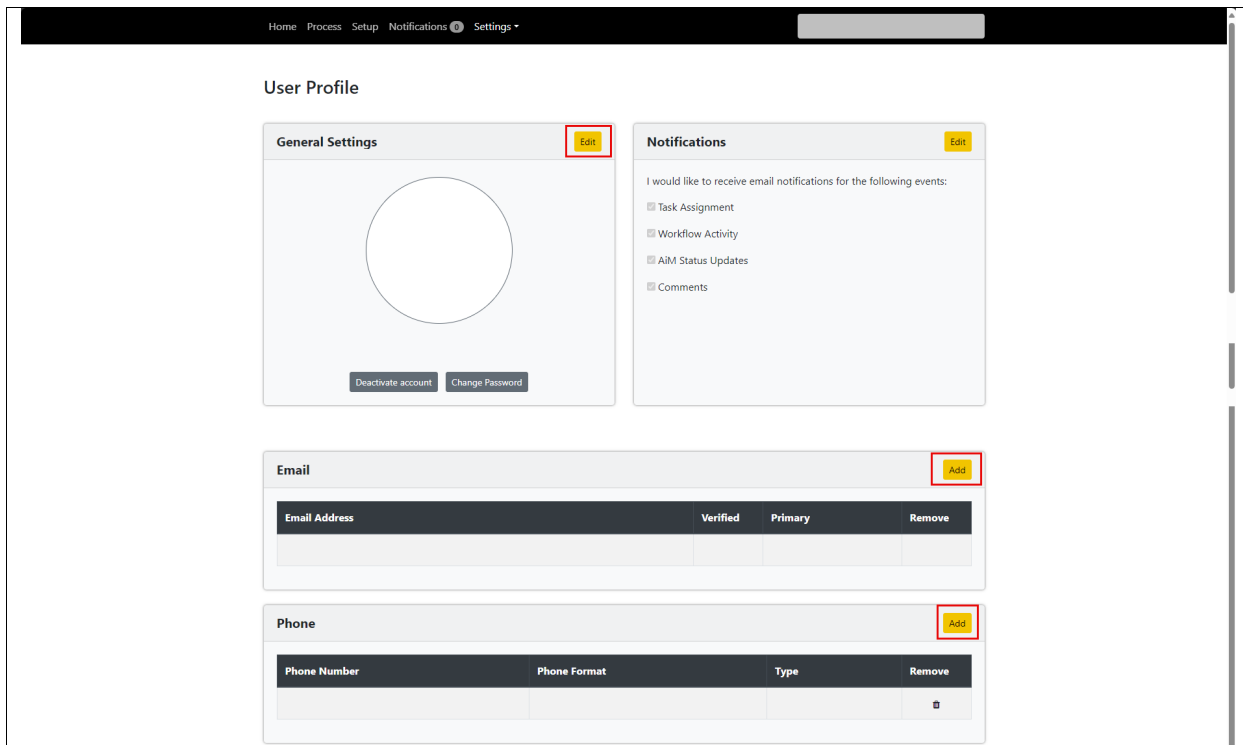 Home Process Setup Notifications 0 Settings
User Profile
General Settings
Edit
Deactivate account
Change Password
Notifications
Edit
I would like to receive email notifications for the following events:
Task Assignment
Workflow Activity
AiM Status Updates
Comments
Email
Add
Email Address Verified Primary Remove
Phone
Add
Phone Number Phone Format Type Remove